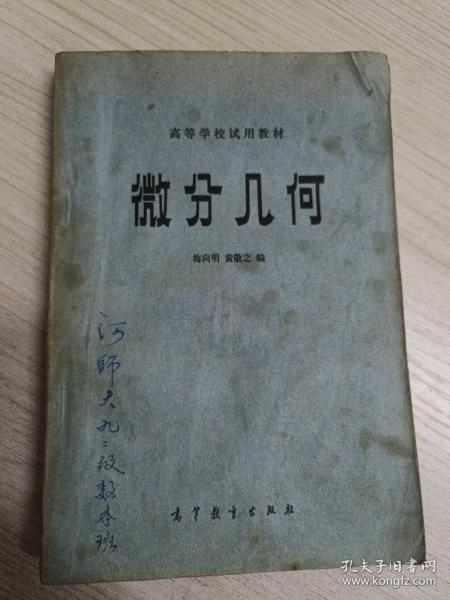 高等学校试用教材
微分几何
梅向明 黄敬之 编
河師大九二级数本班
高等教育出版社
孔夫子旧书网
www.kongfz.com